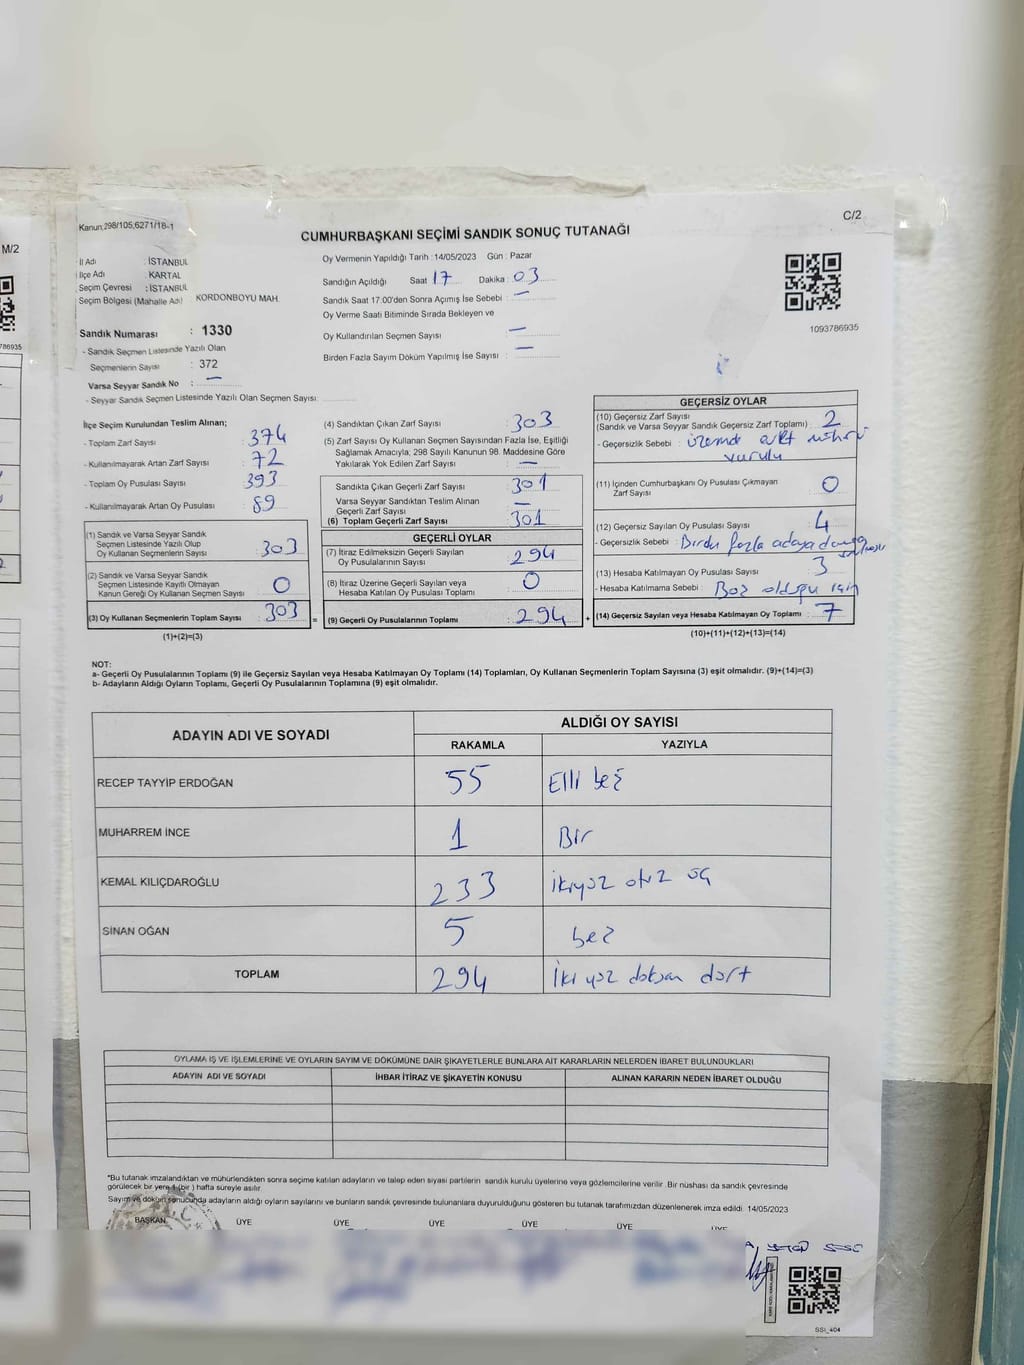 Kanun,298/105,6271/18-1
C/2
CUMHURBAŞKANI SEÇİMİ SANDIK SONUÇ TUTANAĞI
M/2
İl Adı : İSTANBUL
İlçe Adı : KARTAL
Seçim Çevresi : İSTANBUL
Seçim Bölgesi (Mahalle Adı) KORDONBOYU MAH.
Sandık Numarası : 1330
- Sandık Seçmen Listesinde Yazılı Olan
Seçmenlerin Sayısı : 372
Varsa Seyyar Sandık No : —
- Seyyar Sandık Seçmen Listesinde Yazılı Olan Seçmen Sayısı:
Oy Vermenin Yapıldığı Tarih : 14/05/2023 Gün : Pazar
Sandığın Açıldığı Saat 17 Dakika : 03
Sandık Saat 17.00'den Sonra Açımış İse Sebebi : —
Oy Verme Saati Bitiminde Sırada Bekleyen ve
Oy Kullandırılan Seçmen Sayısı —
Birden Fazla Sayım Döküm Yapılmış İse Sayısı : —
1093786935
786935
İlçe Seçim Kurulundan Teslim Alınan;
- Toplam Zarf Sayısı : 374
- Kullanılmayarak Artan Zarf Sayısı : 72
- Toplam Oy Pusulası Sayısı : 393
- Kullanılmayarak Artan Oy Pusulası : 89
(1) Sandık ve Varsa Seyyar Sandık
Seçmen Listesinde Yazılı Olup
Oy Kullanan Seçmenlerin Sayısı : 303
(2) Sandık ve Varsa Seyyar Sandık
Seçmen Listesinde Kayıtlı Olmayan
Kanun Gereği Oy Kullanan Seçmen Sayısı : 0
(3) Oy Kullanan Seçmenlerin Toplam Sayısı : 303
(1)+(2)=(3)
(4) Sandıktan Çıkan Zarf Sayısı : 303
(5) Zarf Sayısı Oy Kullanan Seçmen Sayısından Fazla İse, Eşitliği
Sağlamak Amacıyla, 298 Sayılı Kanunun 98. Maddesine Göre
Yakılarak Yok Edilen Zarf Sayısı : —
Sandıkta Çıkan Geçerli Zarf Sayısı : 301
Varsa Seyyar Sandıktan Teslim Alınan
Geçerli Zarf Sayısı : —
(6) Toplam Geçerli Zarf Sayısı : 301
GEÇERLİ OYLAR
(7) İtiraz Edilmeksizin Geçerli Sayılan
Oy Pusulalarının Sayısı : 294
(8) İtiraz Üzerine Geçerli Sayılan veya
Hesaba Katılan Oy Pusulası Toplamı : 0
= (9) Geçerli Oy Pusulalarının Toplamı : 294 +
GEÇERSİZ OYLAR
(10) Geçersiz Zarf Sayısı
(Sandık ve Varsa Seyyar Sandık Geçersiz Zarf Toplamı) : 2
- Geçersizlik Sebebi : üzerinde evet mührü
vurulu
(11) İçinden Cumhurbaşkanı Oy Pusulası Çıkmayan
Zarf Sayısı : 0
(12) Geçersiz Sayılan Oy Pusulası Sayısı : 4
- Geçersizlik Sebebi : Birden fazla adaya damga
(13) Hesaba Katılmayan Oy Pusulası Sayısı : 3
- Hesaba Katılmama Sebebi : Boş olduğu için
(14) Geçersiz Sayılan veya Hesaba Katılmayan Oy Toplamı : 7
(10)+(11)+(12)+(13)=(14)
NOT:
a- Geçerli Oy Pusulalarının Toplamı (9) ile Geçersiz Sayılan veya Hesaba Katılmayan Oy Toplamı (14) Toplamları, Oy Kullanan Seçmenlerin Toplam Sayısına (3) eşit olmalıdır. (9)+(14)=(3)
b- Adayların Aldığı Oyların Toplamı, Geçerli Oy Pusulalarının Toplamına (9) eşit olmalıdır.
ADAYIN ADI VE SOYADI
ALDIĞI OY SAYISI
RAKAMLA YAZIYLA
RECEP TAYYİP ERDOĞAN 55 Elli beş
MUHARREM İNCE 1 Bir
KEMAL KILIÇDAROĞLU 233 İkiyüz otuz üç
SİNAN OĞAN 5 beş
TOPLAM 294 İki yüz doksan dört
OYLAMA İŞ VE İŞLEMLERİNE VE OYLARIN SAYIM VE DÖKÜMÜNE DAİR ŞİKAYETLERLE BUNLARA AİT KARARLARIN NELERDEN İBARET BULUNDUKLARI
ADAYIN ADI VE SOYADI İHBAR İTİRAZ VE ŞİKAYETİN KONUSU ALINAN KARARIN NEDEN İBARET OLDUĞU
*Bu tutanak imzalandıktan ve mühürlendikten sonra seçime katılan adayların ve talep eden siyasi partilerin sandık kurulu üyelerine veya gözlemcilerine verilir. Bir nüshası da sandık çevresinde
görülecek bir yere 1 (bir ) hafta süreyle asılır.
Sayım ve döküm sonucunda adayların aldığı oyların sayılarını ve bunların sandık çevresinde bulunanlara duyurulduğunu gösteren bu tutanak tarafımızdan düzenlenerek imza edildi. 14/05/2023
BAŞKAN ÜYE ÜYE ÜYE ÜYE ÜYE ÜYE
SSI_404